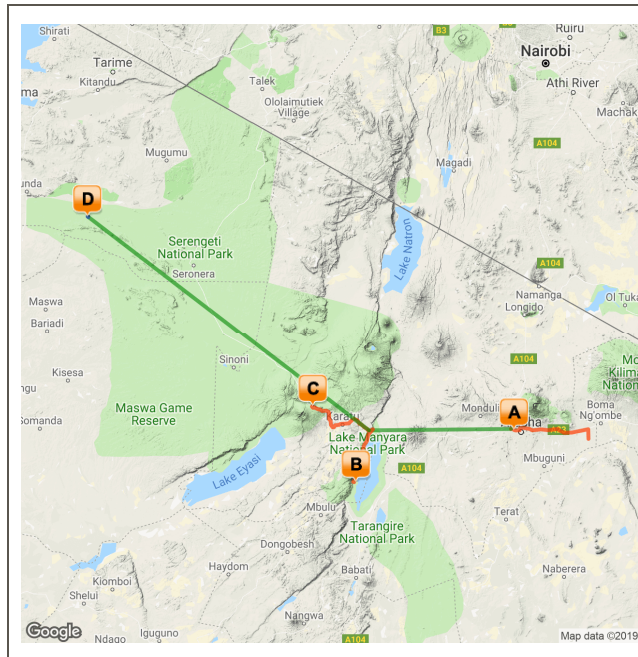 Shirati
Tarime
Kitandu
ma
Talek
Ololaimutiek
Village
Mugumu
B3
Ruiru
Nairobi
Athi River
Machak
A104
Magadi
unda
D
Serengeti
National Park
Seronera
Lake Natron
A104
Namanga
Longido
Ol Tuka
Maswa
Bariadi
Sinoni
Kisesa
ngu
Somanda
Maswa Game
Reserve
A104
Mo
Kilima
National
C
Karatu
Monduli
A
ha
Boma
Ng'ombe
Lake Manyara
National Park
Mbuguni
B
A104
Lake Eyasi
Mbulu
Terat
Tarangire
National Park
Dongobesh
Haydom
Babati
Naberera
Kiomboi
Shelui
Nangwa
Ndago
Iguguno
A104
Google
Map data ©2019